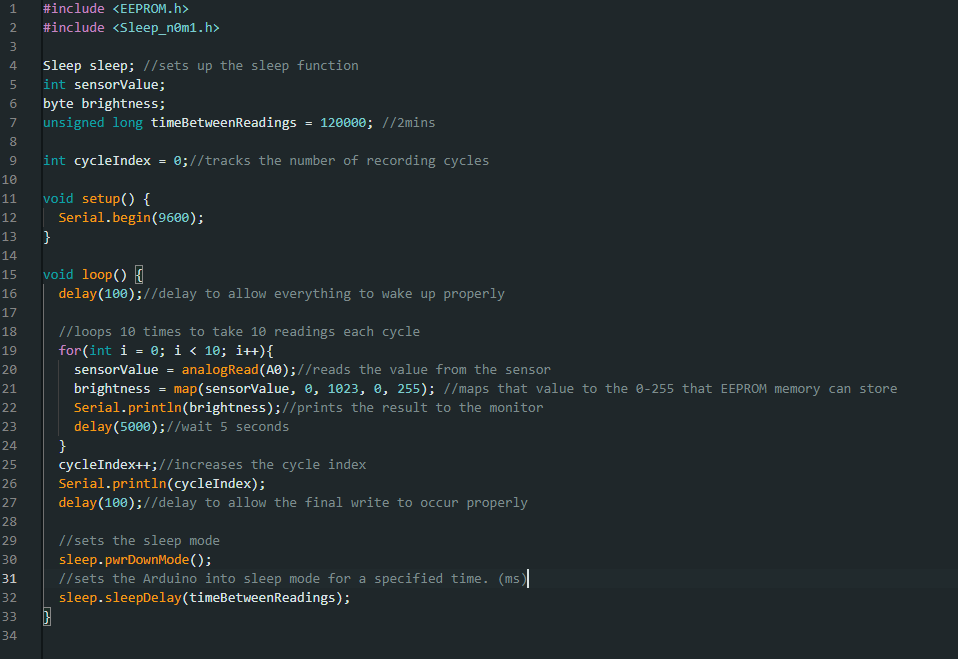 1 #include <EEPROM.h>
2 #include <Sleep_n0m1.h>
3
4 Sleep sleep; //sets up the sleep function
5 int sensorValue;
6 byte brightness;
7 unsigned long timeBetweenReadings = 120000; //2mins
8
9 int cycleIndex = 0;//tracks the number of recording cycles
10
11 void setup() {
12   Serial.begin(9600);
13 }
14
15 void loop() {
16   delay(100);//delay to allow everything to wake up properly
17
18   //loops 10 times to take 10 readings each cycle
19   for(int i = 0; i < 10; i++){
20     sensorValue = analogRead(A0);//reads the value from the sensor
21     brightness = map(sensorValue, 0, 1023, 0, 255); //maps that value to the 0-255 that EEPROM memory can store
22     Serial.println(brightness);//prints the result to the monitor
23     delay(5000);//wait 5 seconds
24   }
25   cycleIndex++;//increases the cycle index
26   Serial.println(cycleIndex);
27   delay(100);//delay to allow the final write to occur properly
28
29   //sets the sleep mode
30   sleep.pwrDownMode();
31   //sets the Arduino into sleep mode for a specified time. (ms)
32   sleep.sleepDelay(timeBetweenReadings);
33 }
34